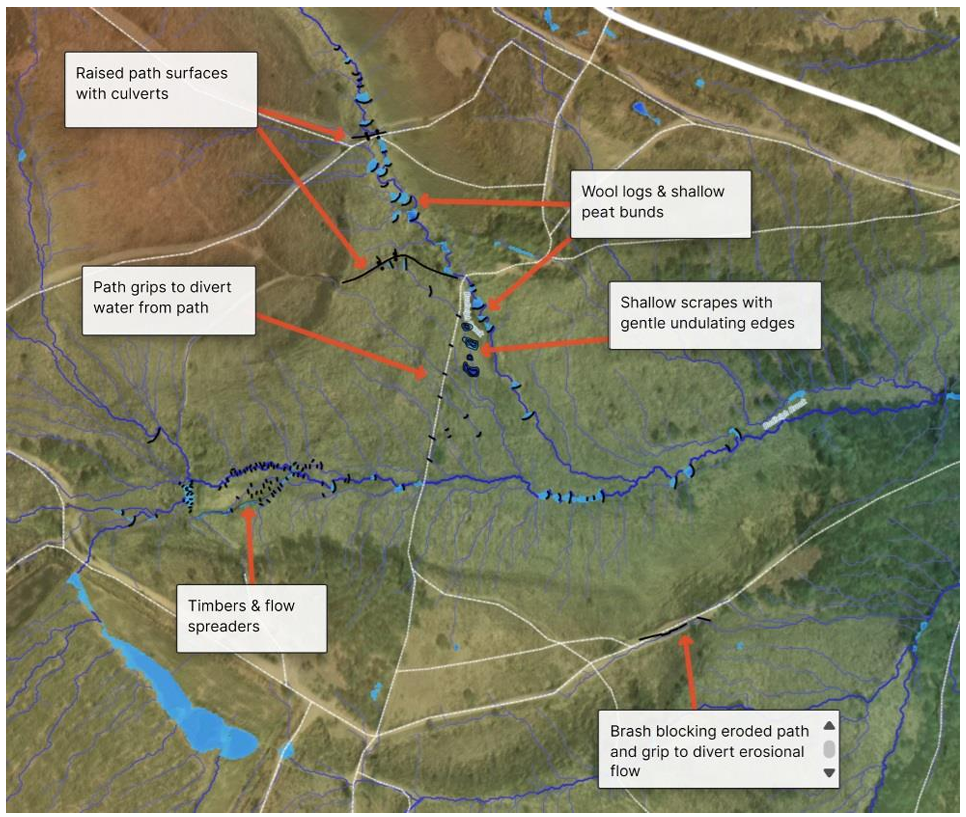 Raised path surfaces
with culverts
Wool logs & shallow
peat bunds
Path grips to divert
water from path
Shallow scrapes with
gentle undulating edges
Timbers & flow
spreaders
Brash blocking eroded path
and grip to divert erosional
flow